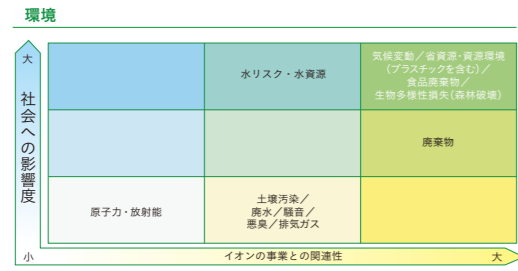 環境
大
社会への影響度
小
水リスク・水資源
気候変動／省資源・資源環境
（プラスチックを含む）／
食品廃棄物／
生物多様性損失（森林破壊）
廃棄物
原子力・放射能
土壌汚染／
廃水／騒音／
悪臭／排気ガス
イオンの事業との関連性
大